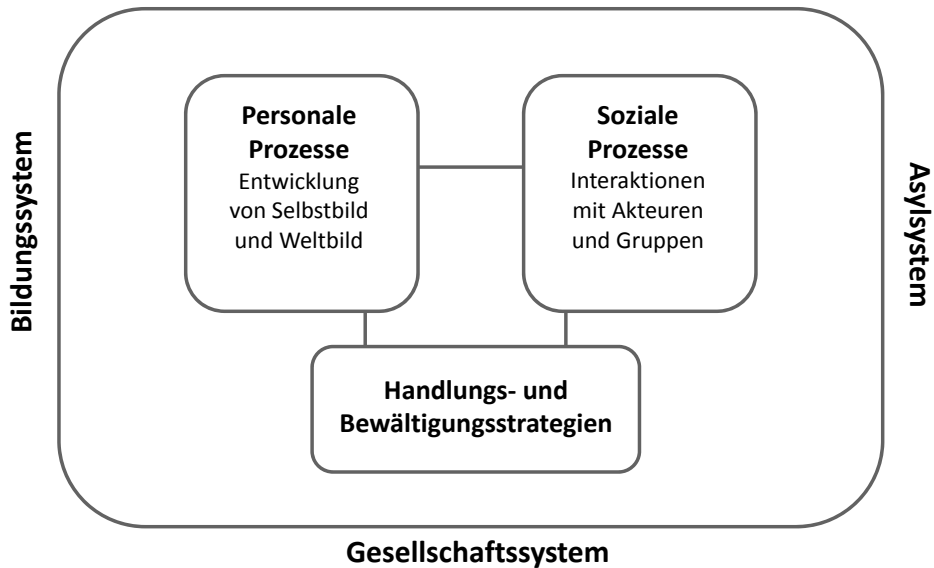 Bildungssystem
Personale
Prozesse
Entwicklung
von Selbstbild
und Weltbild
Soziale
Prozesse
Interaktionen
mit Akteuren
und Gruppen
Asylsystem
Handlungs- und
Bewältigungsstrategien
Gesellschaftssystem